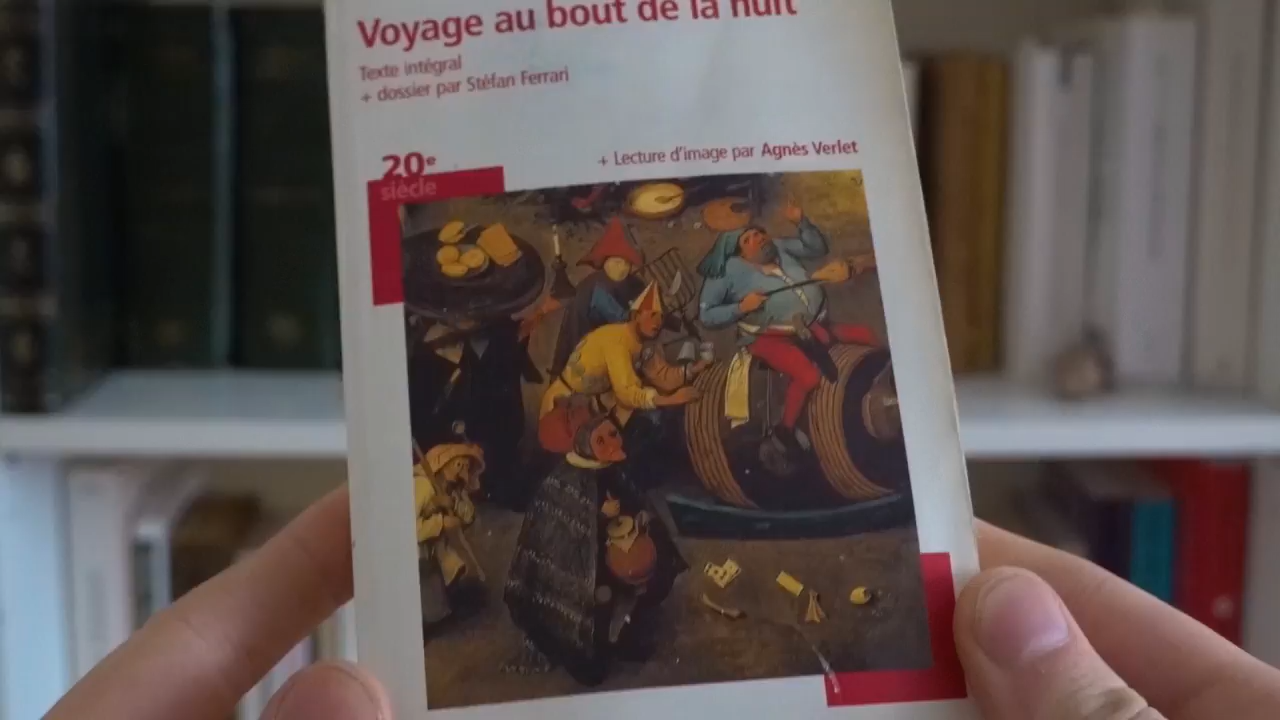 Voyage au bout de la nuit
Texte intégral
+ dossier par Stéfan Ferrari
+ Lecture d'image par Agnès Verlet
20e
siècle